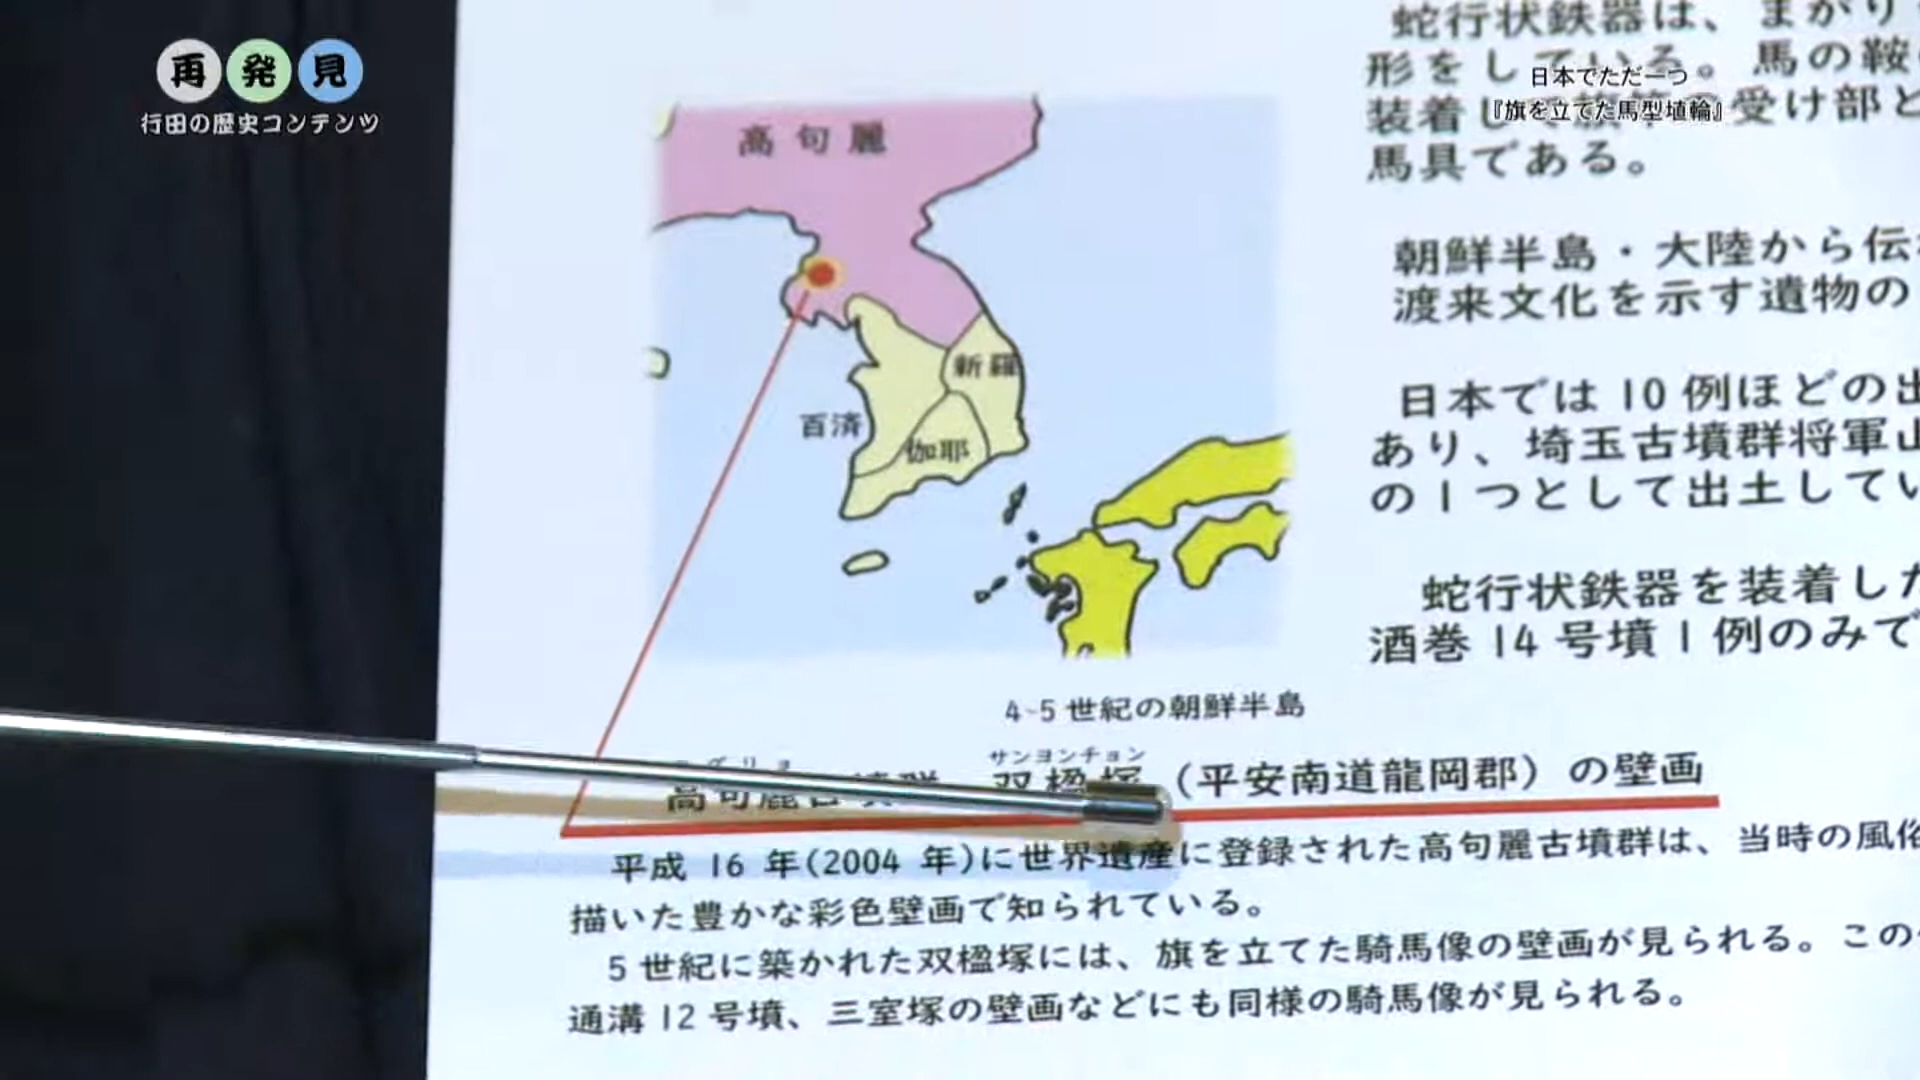 再発見
行田の歴史コンテンツ
日本でただ一つ
『旗を立てた馬型埴輪』
蛇行状鉄器は、まがり
形をしている。馬の鞍
装着し
受け部と
馬具である。
朝鮮半島・大陸から伝
渡来文化を示す遺物の
日本では10例ほどの出
あり、埼玉古墳群将軍山
の1つとして出土してい
蛇行状鉄器を装着した
酒巻14号墳1例のみで
高句麗
新羅
百済
伽耶
4~5世紀の朝鮮半島
サンヨンチョン
高句麗古墳群 双楹塚(平安南道龍岡郡)の壁画
平成16年(2004年)に世界遺産に登録された高句麗古墳群は、当時の風俗
描いた豊かな彩色壁画で知られている。
5世紀に築かれた双楹塚には、旗を立てた騎馬像の壁画が見られる。この
通溝12号墳、三室塚の壁画などにも同様の騎馬像が見られる。